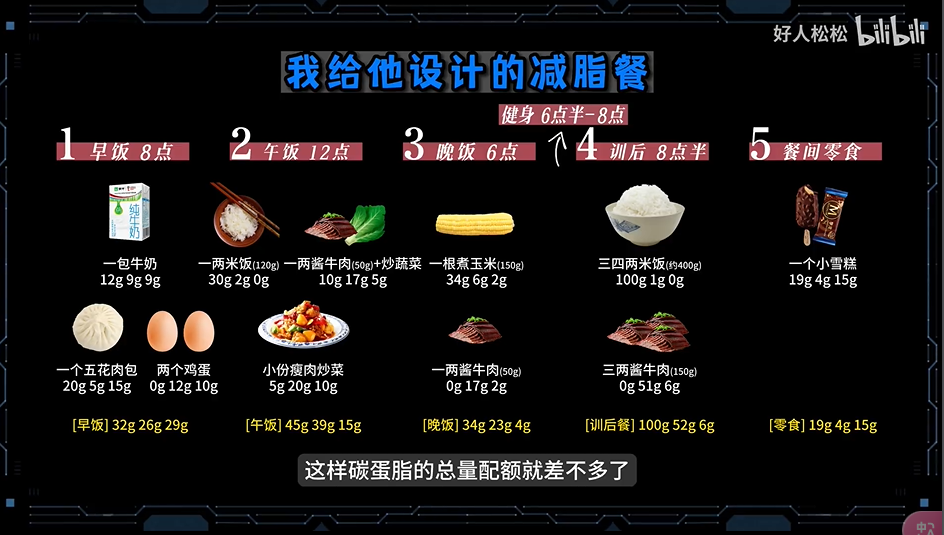 好人松松 bilibili
我给他设计的减脂餐
健身 6点半-8点
1 早饭 8点
2 午饭 12点
3 晚饭 6点
4 训后 8点半
5 餐间零食
纯牛奶
一包牛奶
12g 9g 9g
一两米饭(120g)
30g 2g 0g
一两酱牛肉(50g)+炒蔬菜
10g 17g 5g
一根煮玉米(150g)
34g 6g 2g
三四两米饭(约400g)
100g 1g 0g
一个小雪糕
19g 4g 15g
一个五花肉包
20g 5g 15g
两个鸡蛋
0g 12g 10g
小份瘦肉炒菜
5g 20g 10g
一两酱牛肉(50g)
0g 17g 2g
三两酱牛肉(150g)
0g 51g 6g
[早饭] 32g 26g 29g
[午饭] 45g 39g 15g
[晚饭] 34g 23g 4g
[训后餐] 100g 52g 6g
[零食] 19g 4g 15g
这样碳蛋脂的总量配额就差不多了